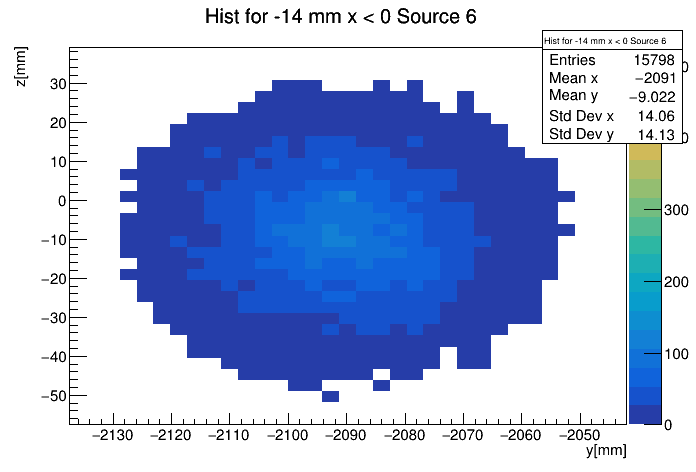 Hist for -14 mm x < 0 Source 6
z[mm]
Hist for -14 mm x < 0 Source 6
Entries 15798
Mean x −2091
Mean y −9.022
Std Dev x 14.06
Std Dev y 14.13
30
20
10
0
−10
−20
−30
−40
−50
−2130 −2120 −2110 −2100 −2090 −2080 −2070 −2060 −2050
y[mm]
300
200
100
0